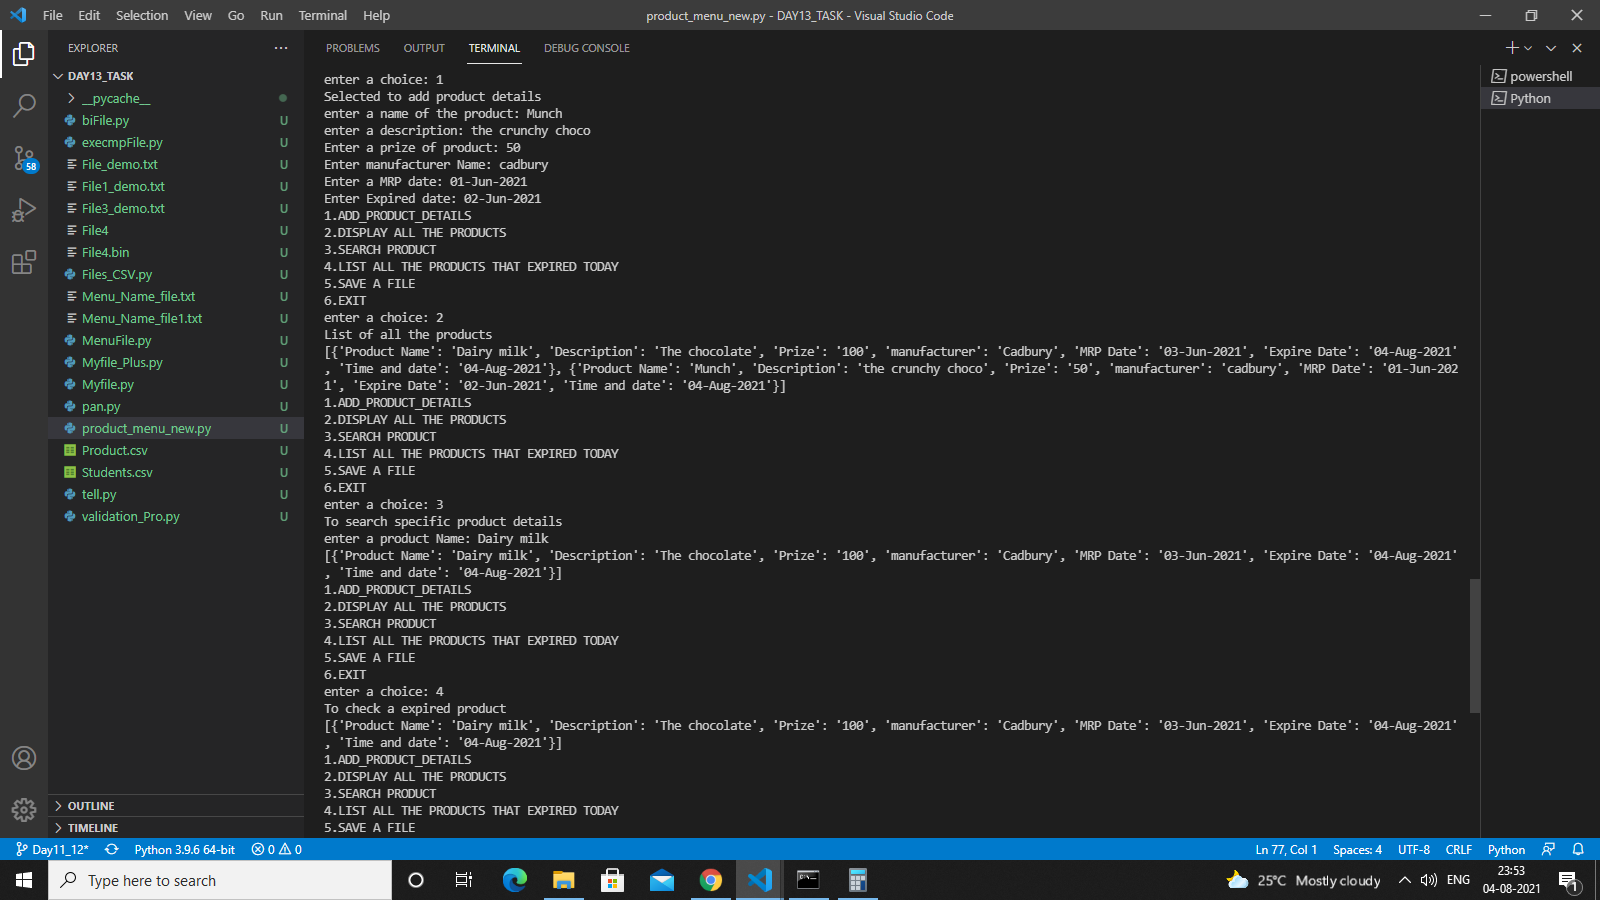 File Edit Selection View Go Run Terminal Help product_menu_new.py - DAY13_TASK - Visual Studio Code
EXPLORER
DAY13_TASK
__pycache__
biFile.py U
execmpFile.py U
File_demo.txt U
File1_demo.txt U
File3_demo.txt U
File4 U
File4.bin U
Files_CSV.py U
Menu_Name_file.txt U
Menu_Name_file1.txt U
MenuFile.py U
Myfile_Plus.py U
Myfile.py U
pan.py U
product_menu_new.py U
Product.csv U
Students.csv U
tell.py U
validation_Pro.py U
OUTLINE
TIMELINE
58
PROBLEMS OUTPUT TERMINAL DEBUG CONSOLE
enter a choice: 1
Selected to add product details
enter a name of the product: Munch
enter a description: the crunchy choco
Enter a prize of product: 50
Enter manufacturer Name: cadbury
Enter a MRP date: 01-Jun-2021
Enter Expired date: 02-Jun-2021
1.ADD_PRODUCT_DETAILS
2.DISPLAY ALL THE PRODUCTS
3.SEARCH PRODUCT
4.LIST ALL THE PRODUCTS THAT EXPIRED TODAY
5.SAVE A FILE
6.EXIT
enter a choice: 2
List of all the products
[{'Product Name': 'Dairy milk', 'Description': 'The chocolate', 'Prize': '100', 'manufacturer': 'Cadbury', 'MRP Date': '03-Jun-2021', 'Expire Date': '04-Aug-2021'
, 'Time and date': '04-Aug-2021'}, {'Product Name': 'Munch', 'Description': 'the crunchy choco', 'Prize': '50', 'manufacturer': 'cadbury', 'MRP Date': '01-Jun-202
1', 'Expire Date': '02-Jun-2021', 'Time and date': '04-Aug-2021'}]
1.ADD_PRODUCT_DETAILS
2.DISPLAY ALL THE PRODUCTS
3.SEARCH PRODUCT
4.LIST ALL THE PRODUCTS THAT EXPIRED TODAY
5.SAVE A FILE
6.EXIT
enter a choice: 3
To search specific product details
enter a product Name: Dairy milk
[{'Product Name': 'Dairy milk', 'Description': 'The chocolate', 'Prize': '100', 'manufacturer': 'Cadbury', 'MRP Date': '03-Jun-2021', 'Expire Date': '04-Aug-2021'
, 'Time and date': '04-Aug-2021'}]
1.ADD_PRODUCT_DETAILS
2.DISPLAY ALL THE PRODUCTS
3.SEARCH PRODUCT
4.LIST ALL THE PRODUCTS THAT EXPIRED TODAY
5.SAVE A FILE
6.EXIT
enter a choice: 4
To check a expired product
[{'Product Name': 'Dairy milk', 'Description': 'The chocolate', 'Prize': '100', 'manufacturer': 'Cadbury', 'MRP Date': '03-Jun-2021', 'Expire Date': '04-Aug-2021'
, 'Time and date': '04-Aug-2021'}]
1.ADD_PRODUCT_DETAILS
2.DISPLAY ALL THE PRODUCTS
3.SEARCH PRODUCT
4.LIST ALL THE PRODUCTS THAT EXPIRED TODAY
5.SAVE A FILE
powershell
Python
Day11_12* Python 3.9.6 64-bit 0 0 Ln 77, Col 1 Spaces: 4 UTF-8 CRLF Python
Type here to search 25°C Mostly cloudy ENG
23:53
04-08-2021
1